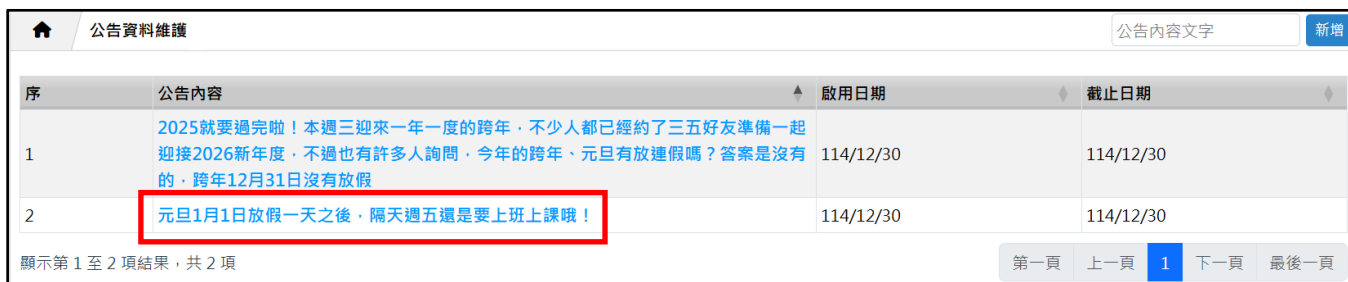 公告資料維護 公告內容文字 新增
序 公告內容 啟用日期 截止日期
2025就要過完啦！本週三迎來一年一度的跨年，不少人都已經約了三五好友準備一起
1 迎接2026新年度，不過也有許多人詢問，今年的跨年、元旦有放連假嗎？答案是沒有 114/12/30 114/12/30
的，跨年12月31日沒有放假
2 元旦1月1日放假一天之後，隔天週五還是要上班上課哦！ 114/12/30 114/12/30
顯示第 1 至 2 項結果，共 2 項 第一頁 上一頁 1 下一頁 最後一頁